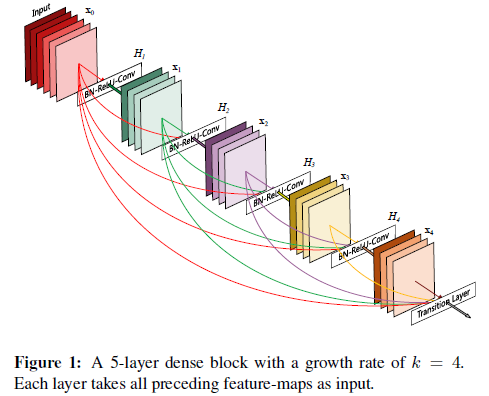 Input
x₀
H₁
BN-ReLU-Conv
x₁
H₂
BN-ReLU-Conv
x₂
H₃
BN-ReLU-Conv
x₃
H₄
BN-ReLU-Conv
x₄
Transition Layer
Figure 1: A 5-layer dense block with a growth rate of k = 4.
Each layer takes all preceding feature-maps as input.